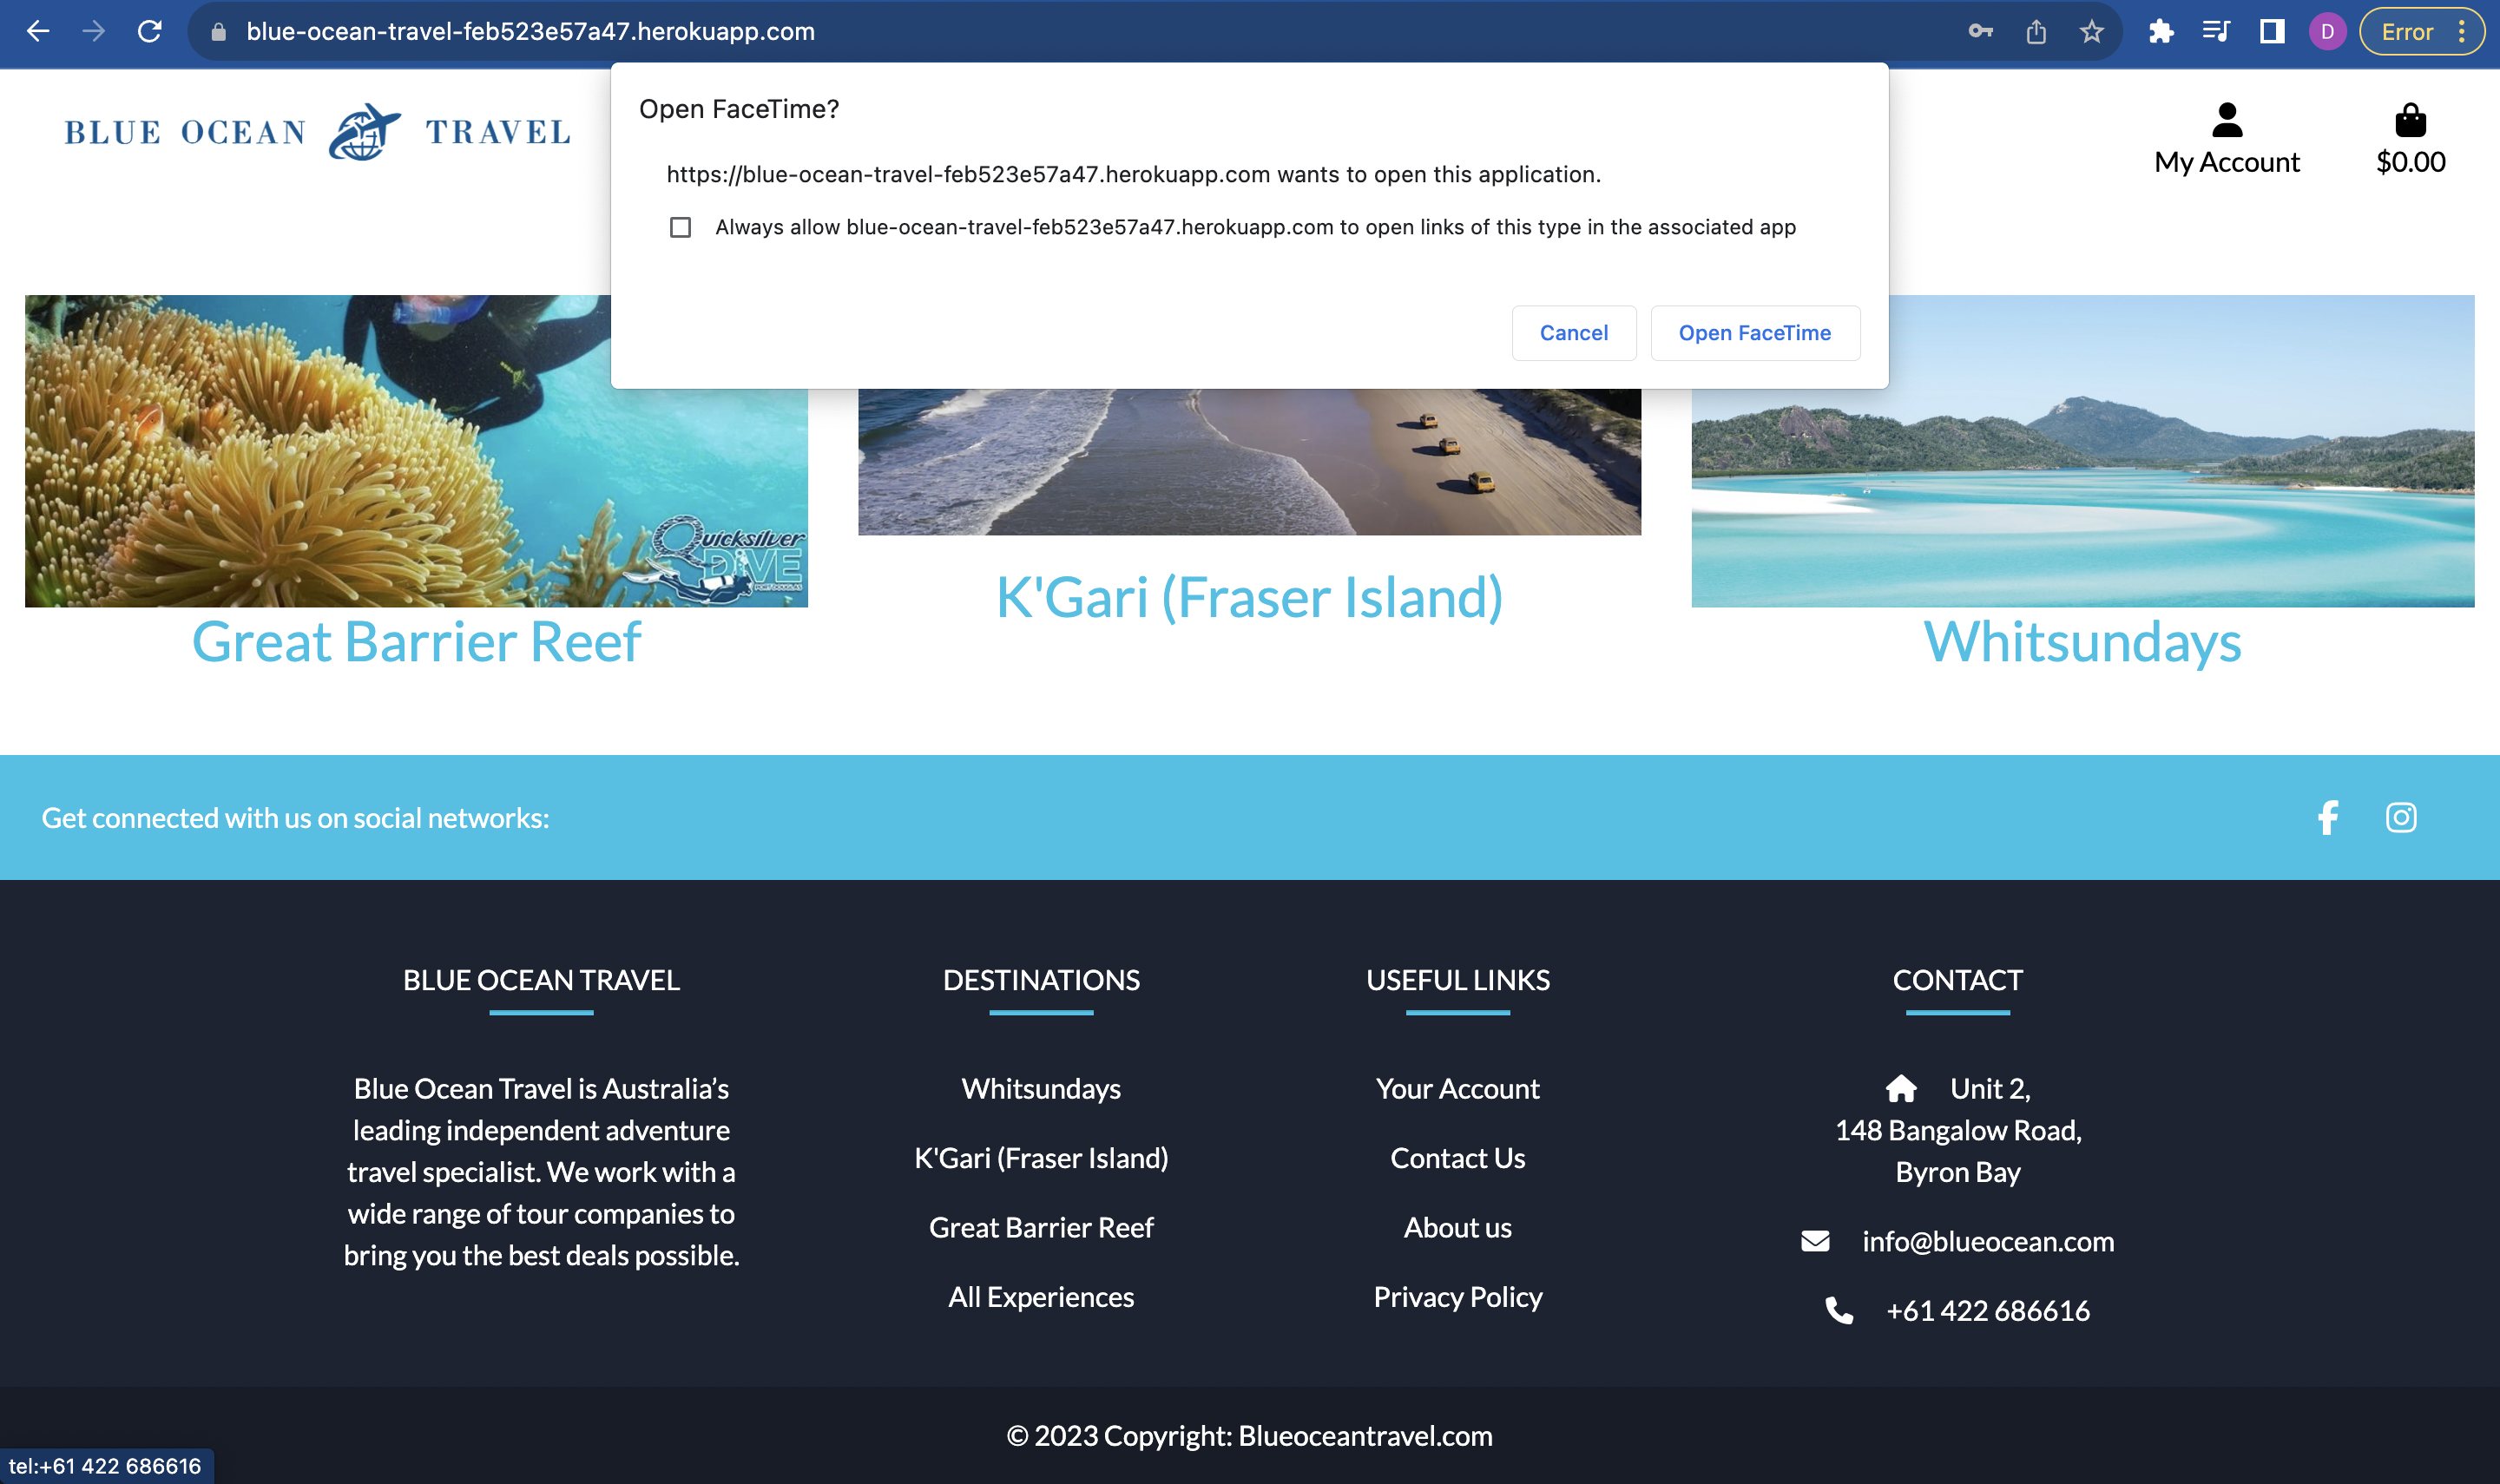 blue-ocean-travel-feb523e57a47.herokuapp.com
D
Error
Open FaceTime?
https://blue-ocean-travel-feb523e57a47.herokuapp.com wants to open this application.
Always allow blue-ocean-travel-feb523e57a47.herokuapp.com to open links of this type in the associated app
Cancel
Open FaceTime
BLUE OCEAN TRAVEL
My Account
$0.00
Quicksilver
DIVE
PORT DOUGLAS
Great Barrier Reef
K'Gari (Fraser Island)
Whitsundays
Get connected with us on social networks:
BLUE OCEAN TRAVEL
Blue Ocean Travel is Australia’s
leading independent adventure
travel specialist. We work with a
wide range of tour companies to
bring you the best deals possible.
DESTINATIONS
Whitsundays
K'Gari (Fraser Island)
Great Barrier Reef
All Experiences
USEFUL LINKS
Your Account
Contact Us
About us
Privacy Policy
CONTACT
Unit 2,
148 Bangalow Road,
Byron Bay
info@blueocean.com
+61 422 686616
© 2023 Copyright: Blueoceantravel.com
tel:+61 422 686616